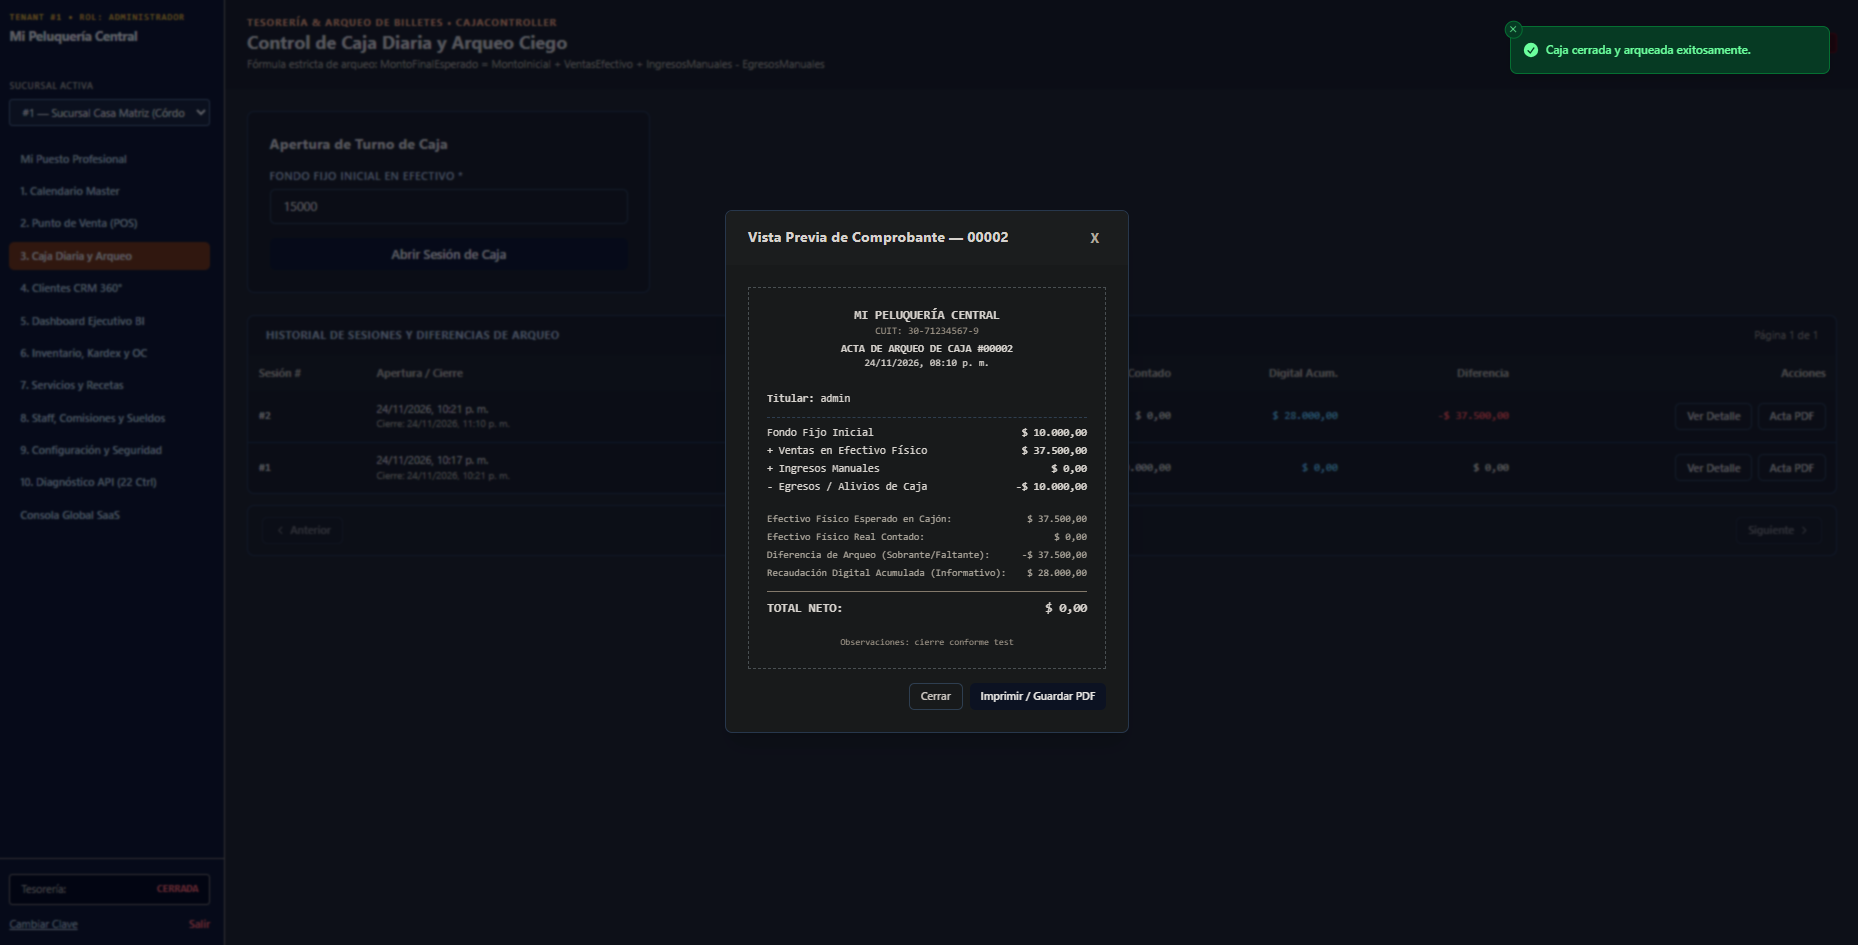 TENANT #1 • ROL: ADMINISTRADOR
Mi Peluquería Central
SUCURSAL ACTIVA
#1 — Sucursal Casa Matriz (Córdo
Mi Puesto Profesional
1. Calendario Master
2. Punto de Venta (POS)
3. Caja Diaria y Arqueo
4. Clientes CRM 360°
5. Dashboard Ejecutivo BI
6. Inventario, Kardex y OC
7. Servicios y Recetas
8. Staff, Comisiones y Sueldos
9. Configuración y Seguridad
10. Diagnóstico API (22 Ctrl)
Consola Global SaaS
Tesorería: CERRADA
Cambiar Clave Salir
TESORERÍA & ARQUEO DE BILLETES • CAJACONTROLLER
Control de Caja Diaria y Arqueo Ciego
Fórmula estricta de arqueo: MontoFinalEsperado = MontoInicial + VentasEfectivo + IngresosManuales - EgresosManuales
Apertura de Turno de Caja
FONDO FIJO INICIAL EN EFECTIVO *
15000
Abrir Sesión de Caja
HISTORIAL DE SESIONES Y DIFERENCIAS DE ARQUEO Página 1 de 1
Sesión # Apertura / Cierre Contado Digital Acum. Diferencia Acciones
#2 24/11/2026, 10:21 p. m. $ 0,00 $ 28.000,00 -$ 37.500,00 Ver Detalle Acta PDF
Cierre: 24/11/2026, 11:10 p. m.
#1 24/11/2026, 10:17 p. m. .000,00 $ 0,00 $ 0,00 Ver Detalle Acta PDF
Cierre: 24/11/2026, 10:21 p. m.
‹ Anterior Siguiente ›
Caja cerrada y arqueada exitosamente.
Vista Previa de Comprobante — 00002 X
MI PELUQUERÍA CENTRAL
CUIT: 30-71234567-9
ACTA DE ARQUEO DE CAJA #00002
24/11/2026, 08:10 p. m.
Titular: admin
Fondo Fijo Inicial $ 10.000,00
+ Ventas en Efectivo Físico $ 37.500,00
+ Ingresos Manuales $ 0,00
- Egresos / Alivios de Caja -$ 10.000,00
Efectivo Físico Esperado en Cajón: $ 37.500,00
Efectivo Físico Real Contado: $ 0,00
Diferencia de Arqueo (Sobrante/Faltante): -$ 37.500,00
Recaudación Digital Acumulada (Informativo): $ 28.000,00
TOTAL NETO: $ 0,00
Observaciones: cierre conforme test
Cerrar Imprimir / Guardar PDF